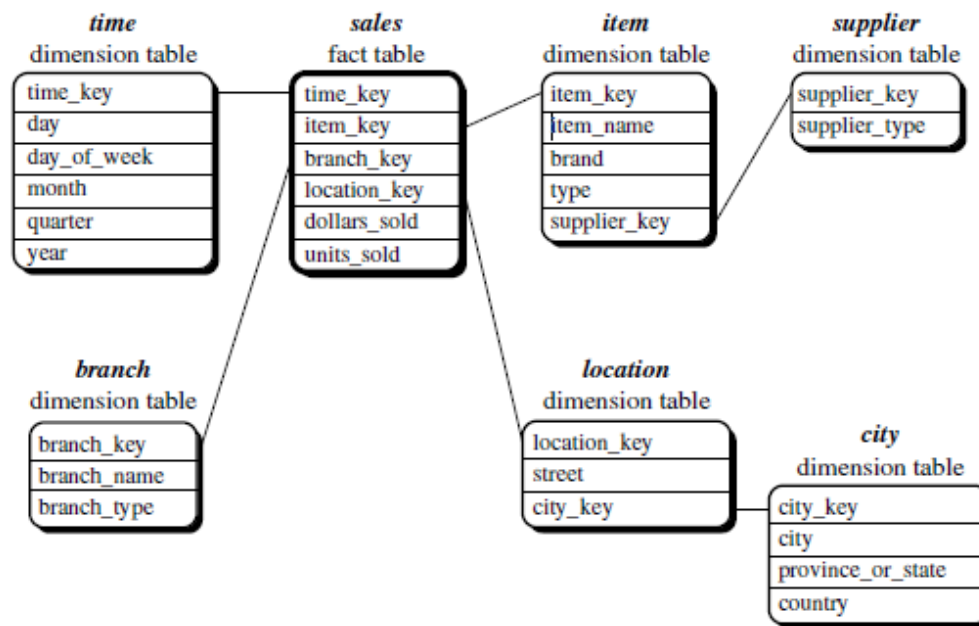 time
dimension table
time_key
day
day_of_week
month
quarter
year
sales
fact table
time_key
item_key
branch_key
location_key
dollars_sold
units_sold
item
dimension table
item_key
item_name
brand
type
supplier_key
supplier
dimension table
supplier_key
supplier_type
branch
dimension table
branch_key
branch_name
branch_type
location
dimension table
location_key
street
city_key
city
dimension table
city_key
city
province_or_state
country